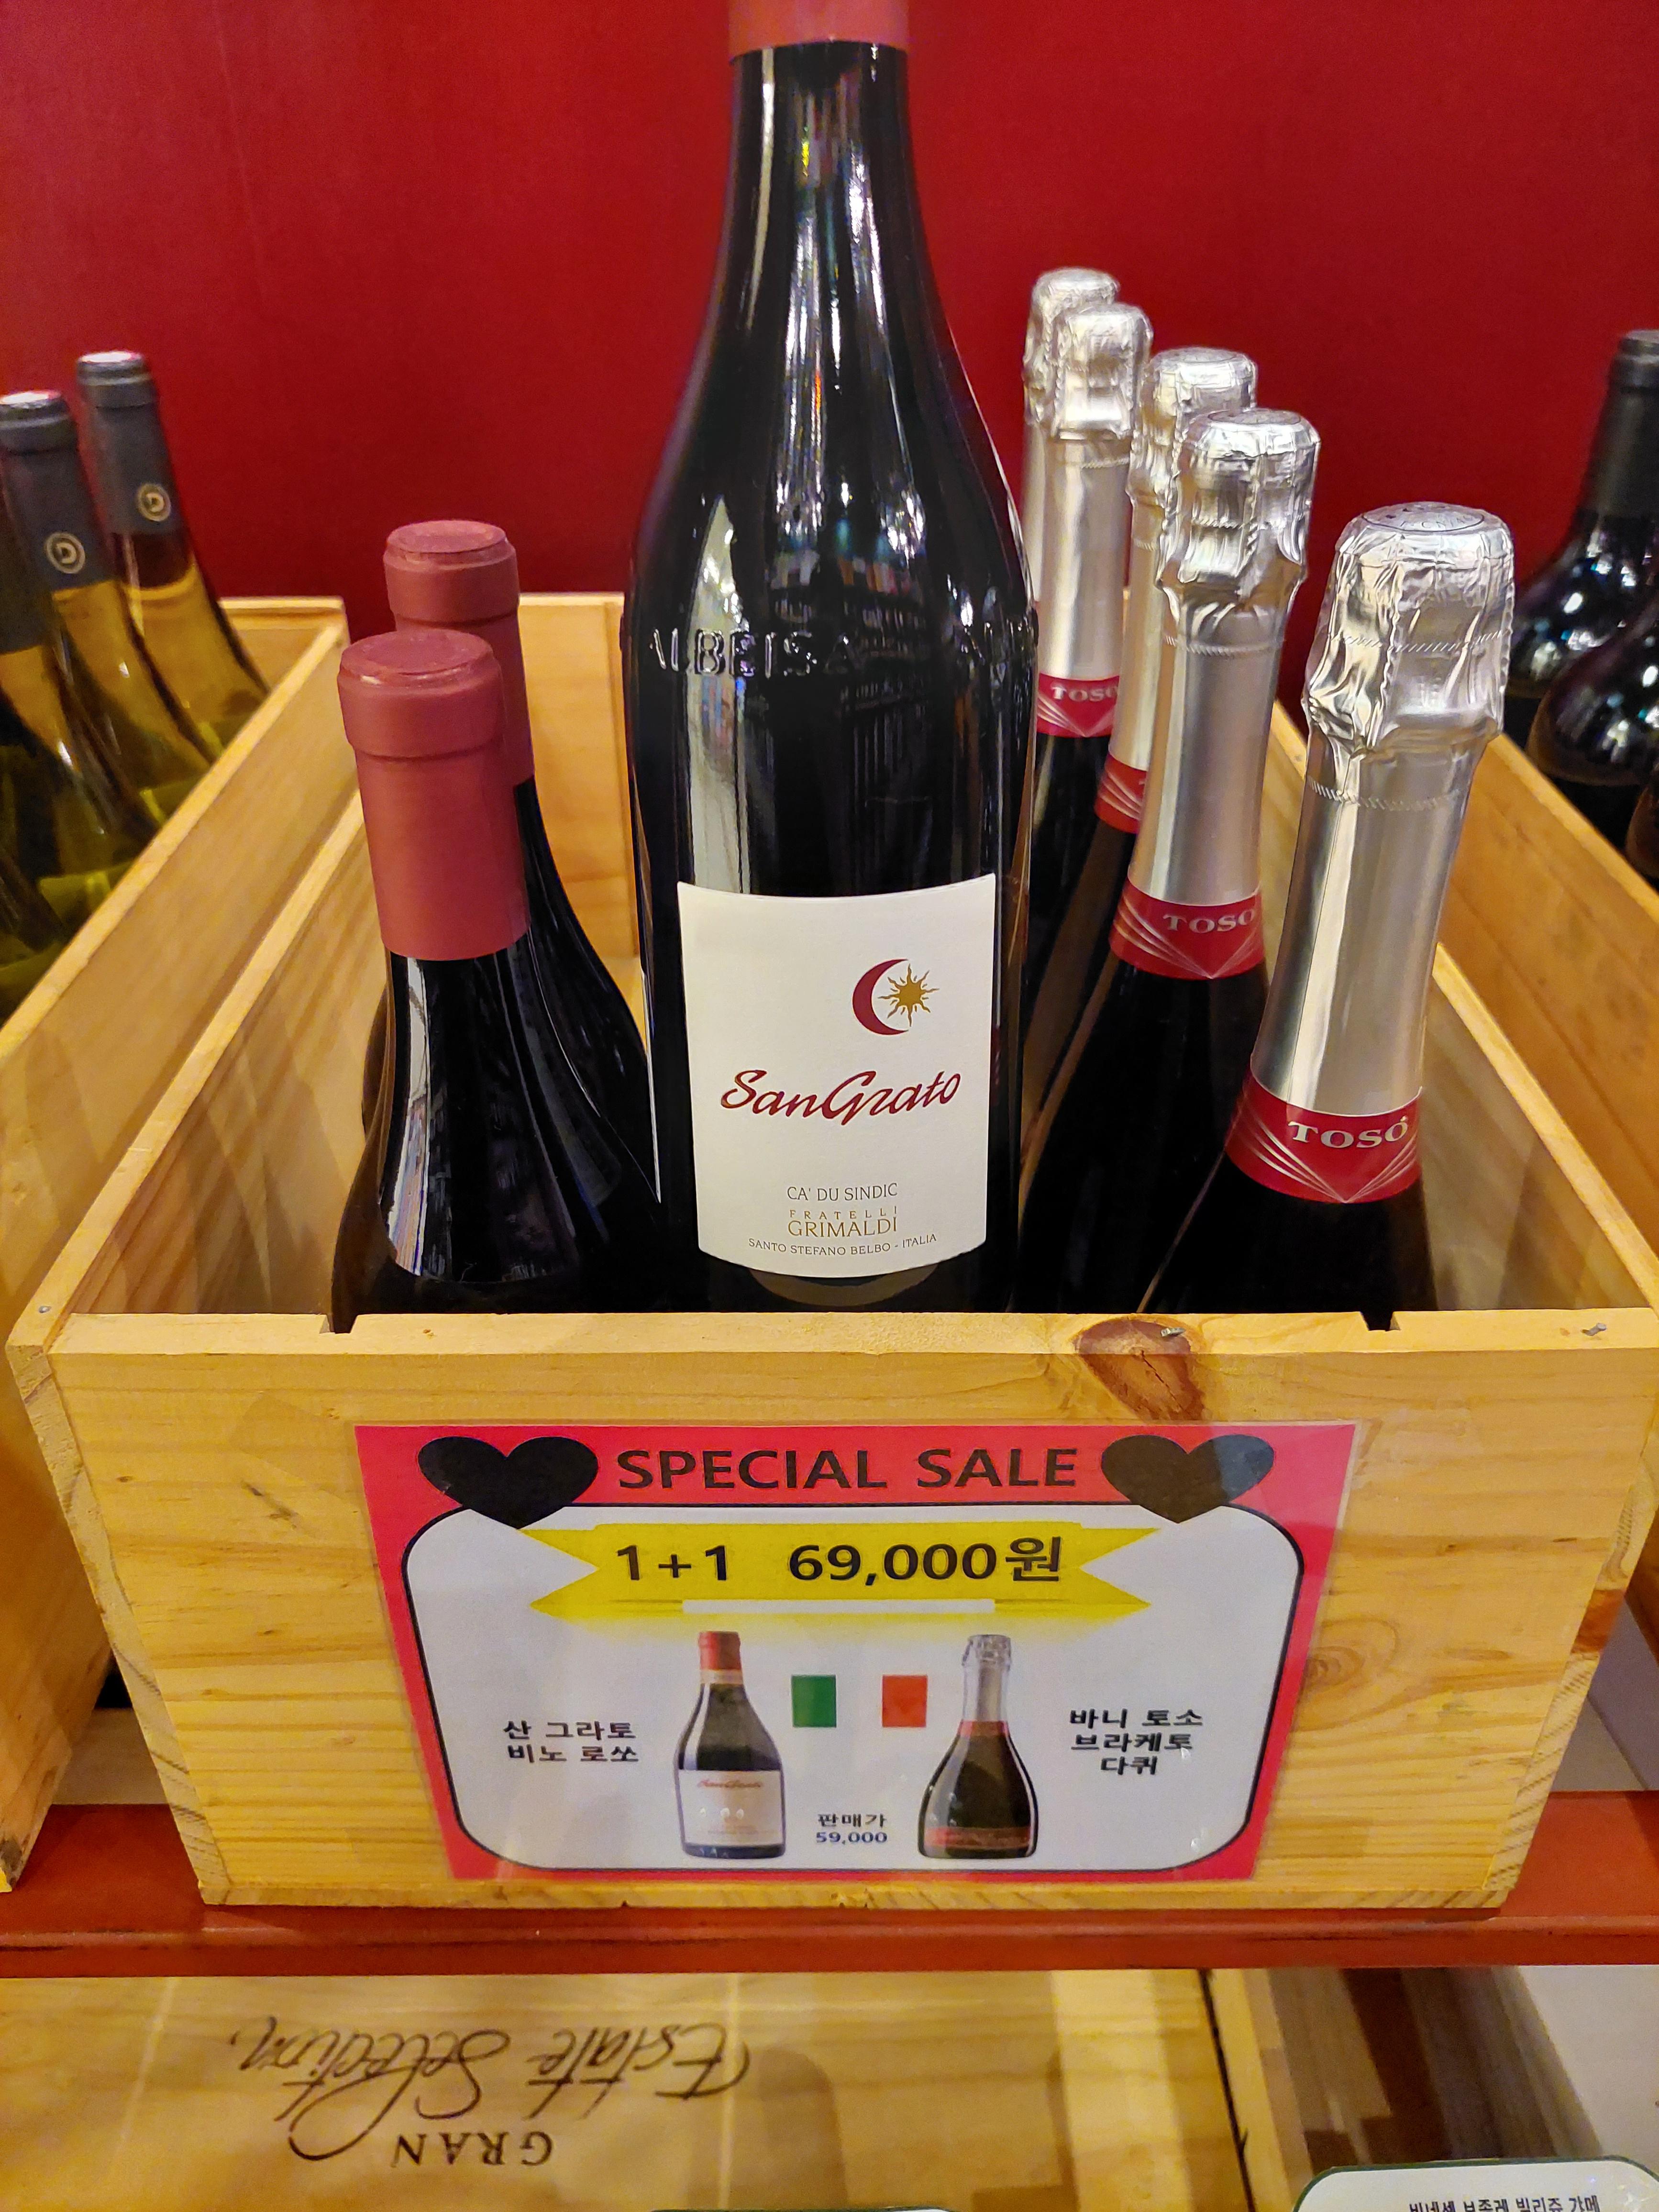 ALBEISA
TOSO
TOSO
TOSO
SanGrato
CA' DU SINDIC
FRATELLI
GRIMALDI
SANTO STEFANO BELBO - ITALIA
SPECIAL SALE
1+1 69,000원
산 그라토
비노 로쏘
바니 토소
브라케토
다퀴
판매가
59,000
Estate Selection
GRAN